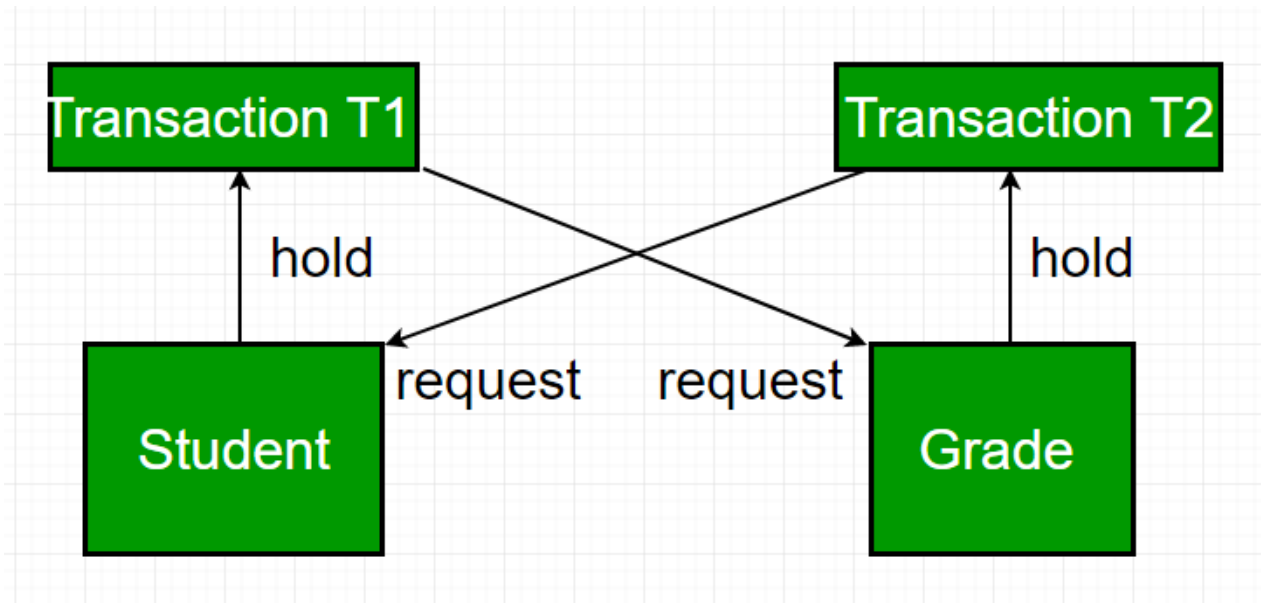 Transaction T1
Transaction T2
hold
hold
request
request
Student
Grade